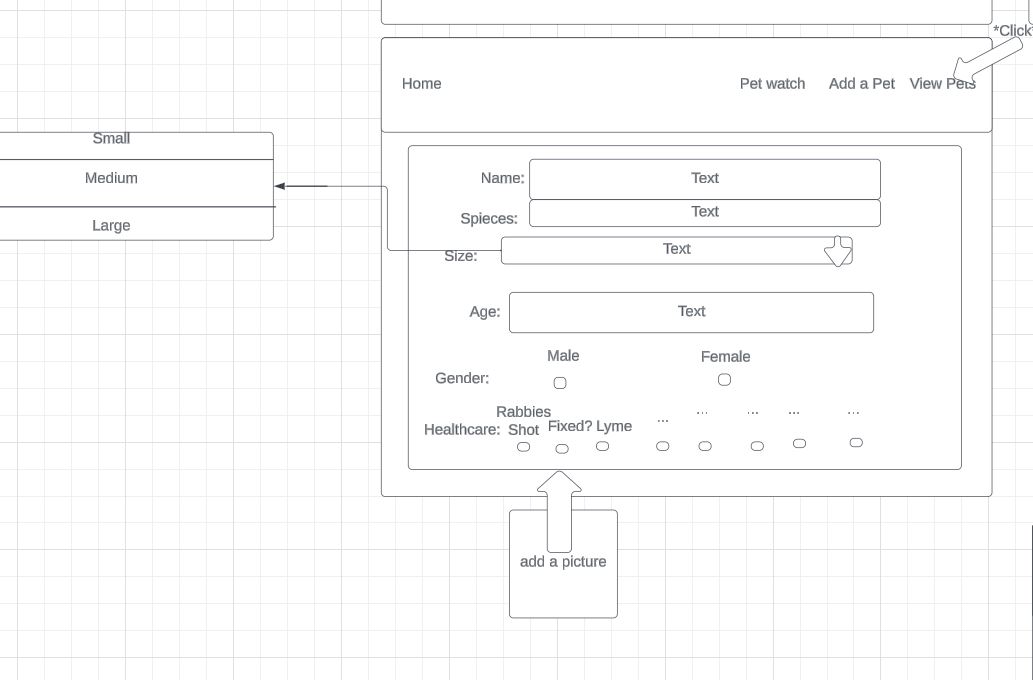 *Click*
Home Pet watch Add a Pet View Pets
Small
Medium
Large
Name: Text
Spieces: Text
Size: Text
Age: Text
Male Female
Gender:
Rabbies ... ... ... ... ...
Healthcare: Shot Fixed? Lyme
add a picture